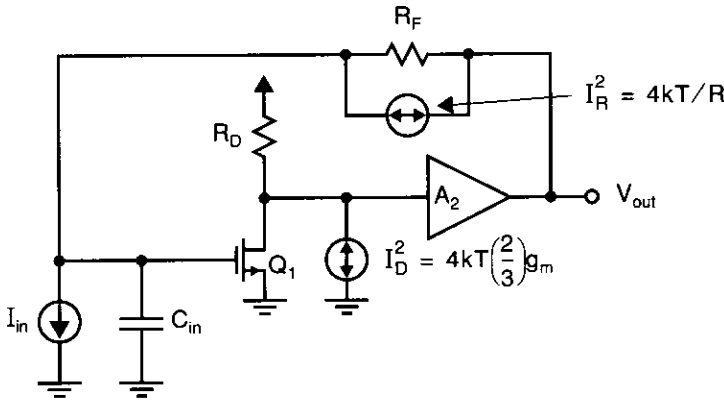 R_F
I_R^2 = 4kT/R
R_D
A_2
V_out
Q_1
I_D^2 = 4kT(2/3)g_m
I_in
C_in